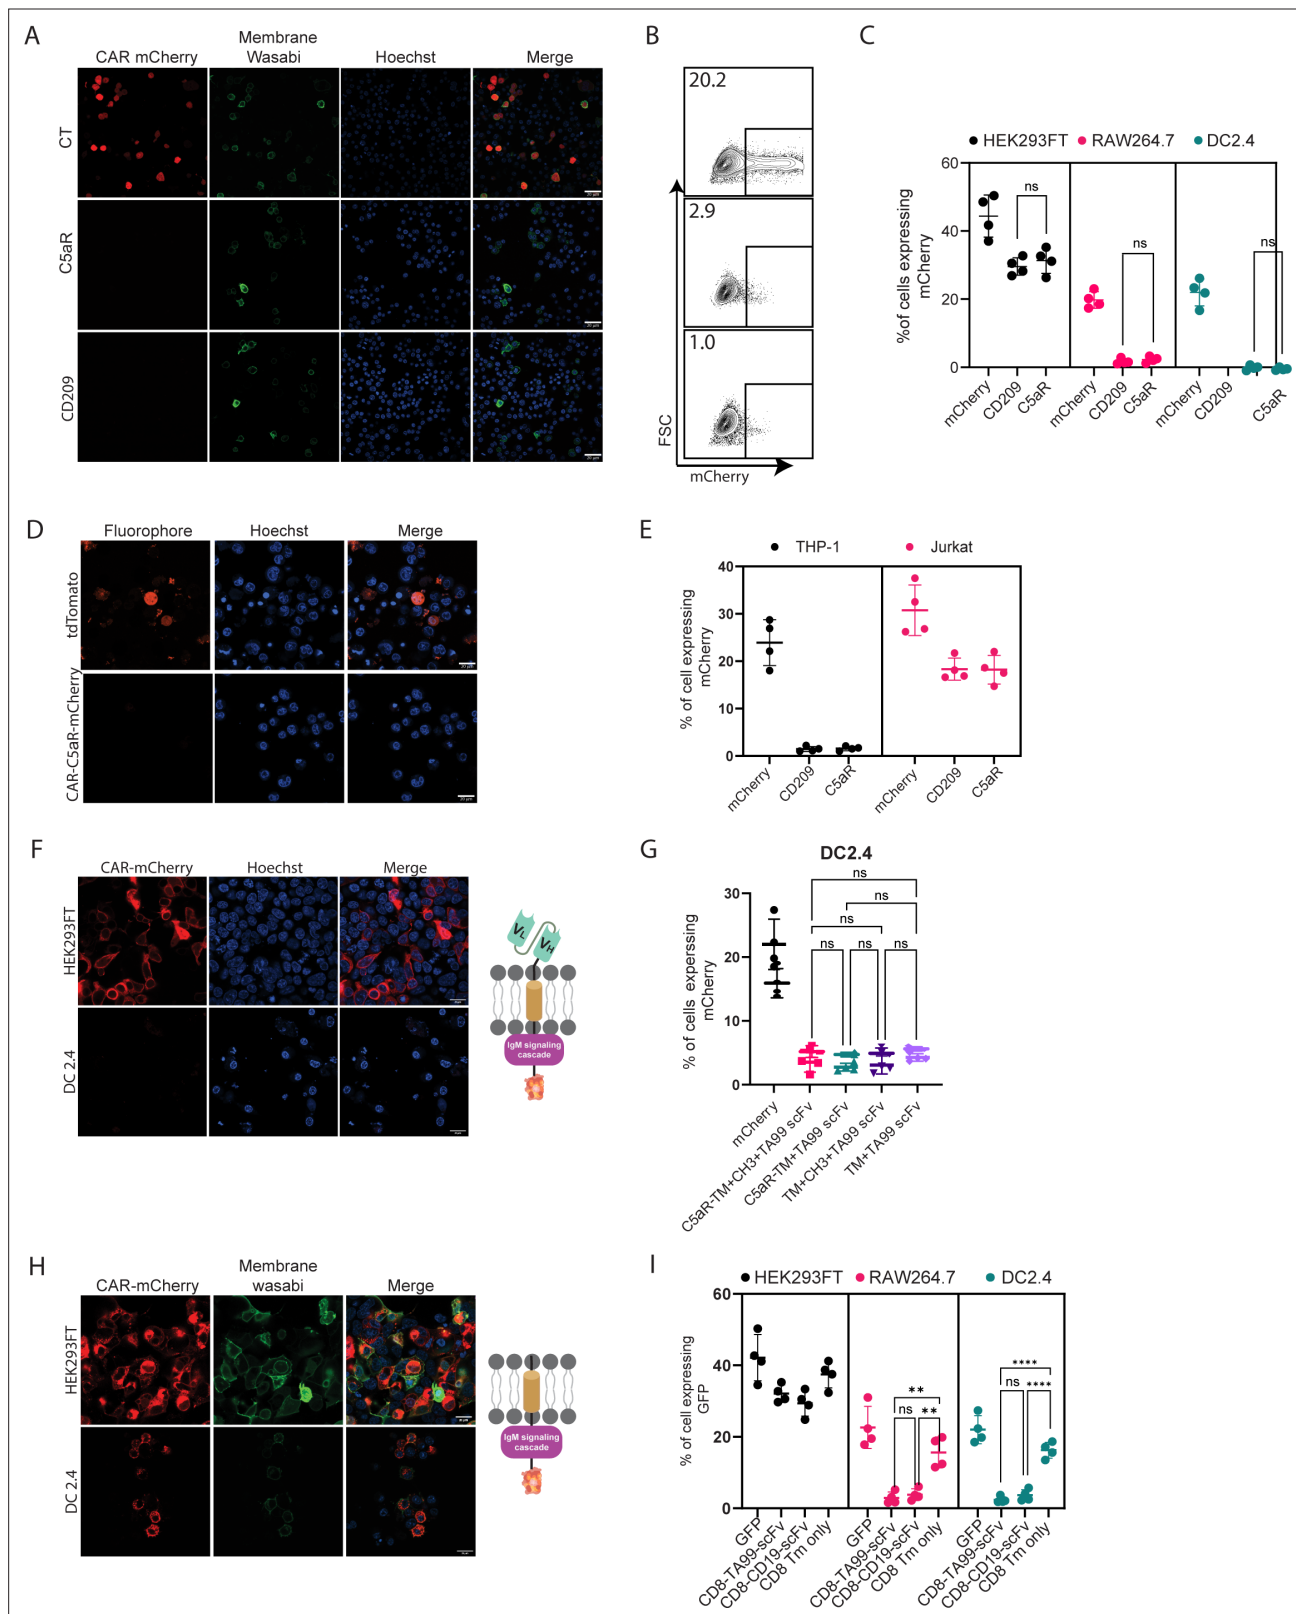 A
CAR mCherry
Membrane
Wasabi
Hoechst
Merge
CT
C5aR
CD209
B
20.2
2.9
1.0
FSC
mCherry
C
HEK293FT
RAW264.7
DC2.4
%of cells expressing
mCherry
60
40
20
0
ns
ns
ns
mCherry
CD209
C5aR
mCherry
CD209
C5aR
mCherry
CD209
C5aR
D
Fluorophore
Hoechst
Merge
tdTomato
CAR-C5aR-mCherry
E
THP-1
Jurkat
% of cell expressing
mCherry
40
30
20
10
0
mCherry
CD209
C5aR
mCherry
CD209
C5aR
F
CAR-mCherry
Hoechst
Merge
HEK293FT
DC 2.4
VL
VH
IgM signaling
cascade
G
DC2.4
% of cells experssing
mCherry
30
20
10
0
ns
ns
ns
ns
ns
ns
mCherry
C5aR-TM+CH3+TA99 scFv
C5aR-TM+TA99 scFv
TM+CH3+TA99 scFv
TM+TA99 scFv
H
CAR-mCherry
Membrane
wasabi
Merge
HEK293FT
DC 2.4
IgM signaling
cascade
I
HEK293FT
RAW264.7
DC2.4
% of cell expressing
GFP
60
40
20
0
**
ns
**
****
ns
****
GFP
CD8-TA99-scFv
CD8-CD19-scFv
CD8 Tm only
GFP
CD8-TA99-scFv
CD8-CD19-scFv
CD8 Tm only
GFP
CD8-TA99-scFv
CD8-CD19-scFv
CD8 Tm only